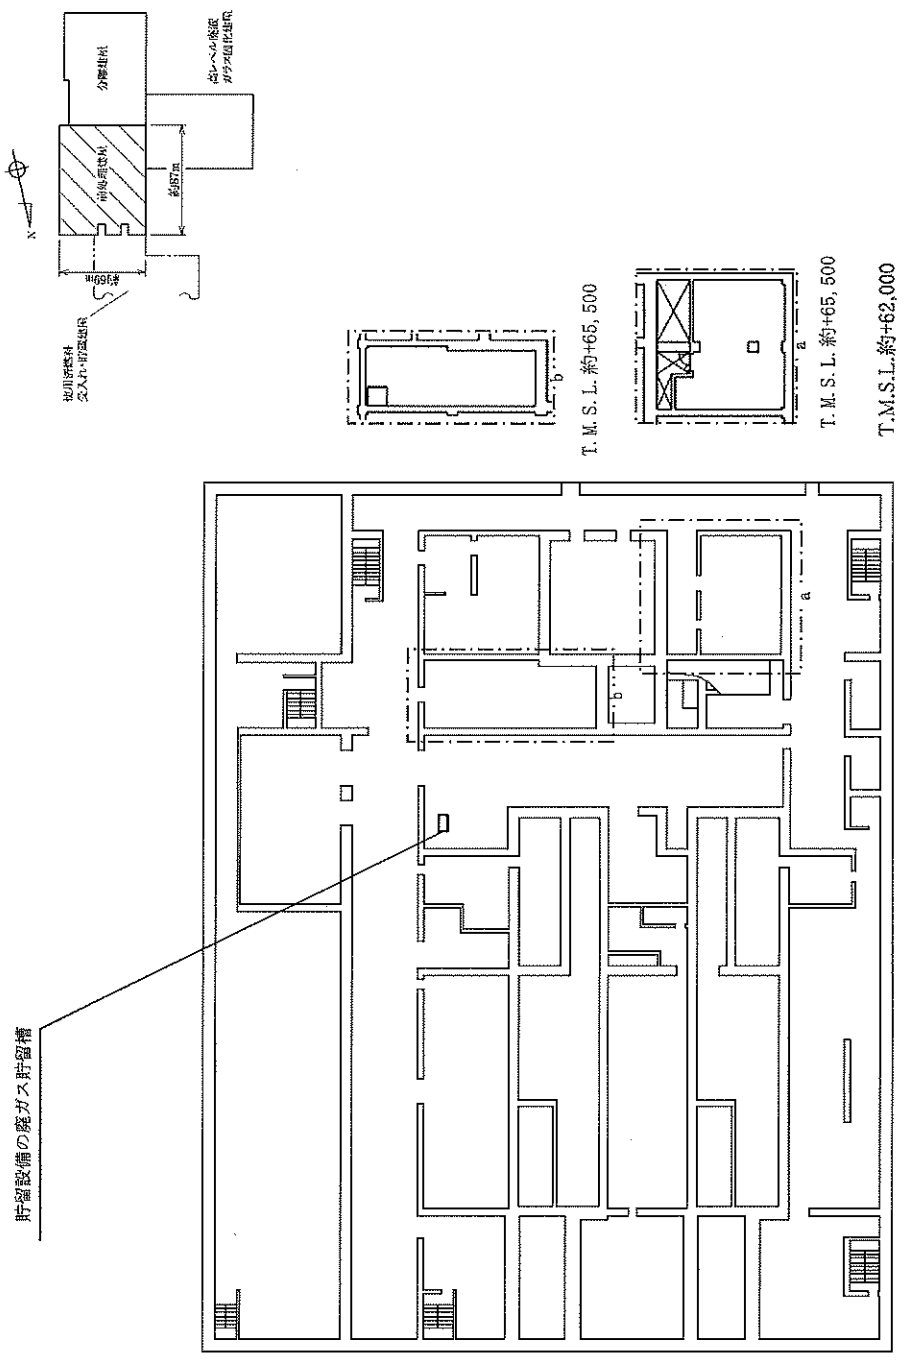 分離建屋
高レベル廃液
ガラス固化建屋
前処理建屋
約87m
約69m
N
使用済燃料
受入れ・貯蔵建屋
b
T.M.S.L.約+65,500
a
T.M.S.L.約+65,500
T.M.S.L.約+62,000
a
b
貯留設備の廃ガス貯留槽